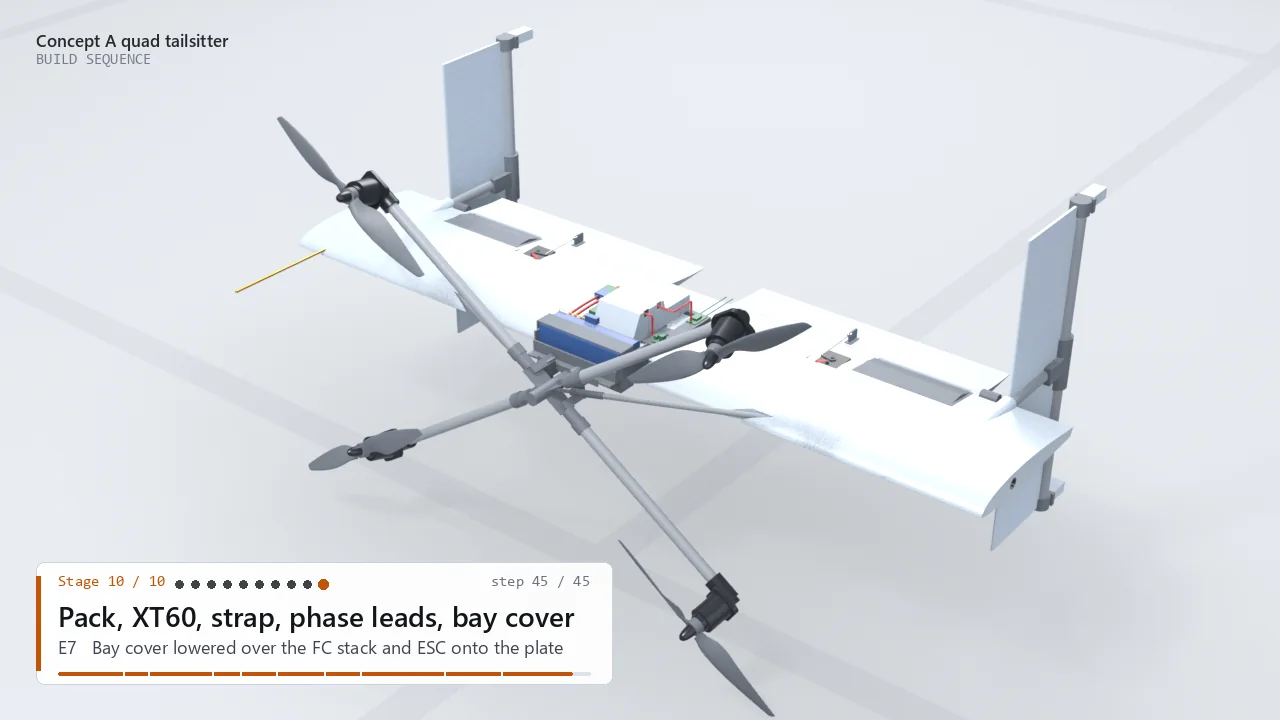 Concept A quad tailsitter
BUILD SEQUENCE
Stage 10 / 10
step 45 / 45
Pack, XT60, strap, phase leads, bay cover
E7 Bay cover lowered over the FC stack and ESC onto the plate